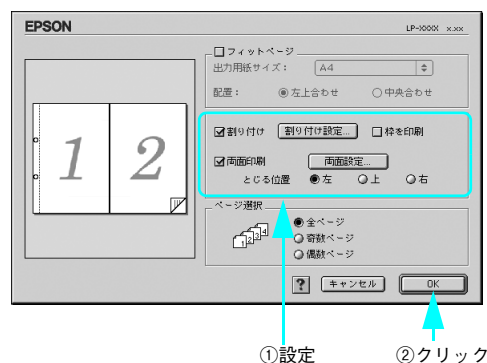 EPSON
LP-XXXX x.xx
フィットページ
出力用紙サイズ： A4
配置： 左上合わせ 中央合わせ
割り付け 割り付け設定... 枠を印刷
両面印刷 両面設定...
とじる位置 左 上 右
1 2
ページ選択
全ページ
奇数ページ
偶数ページ
1 2 3 4
? キャンセル OK
①設定 ②クリック